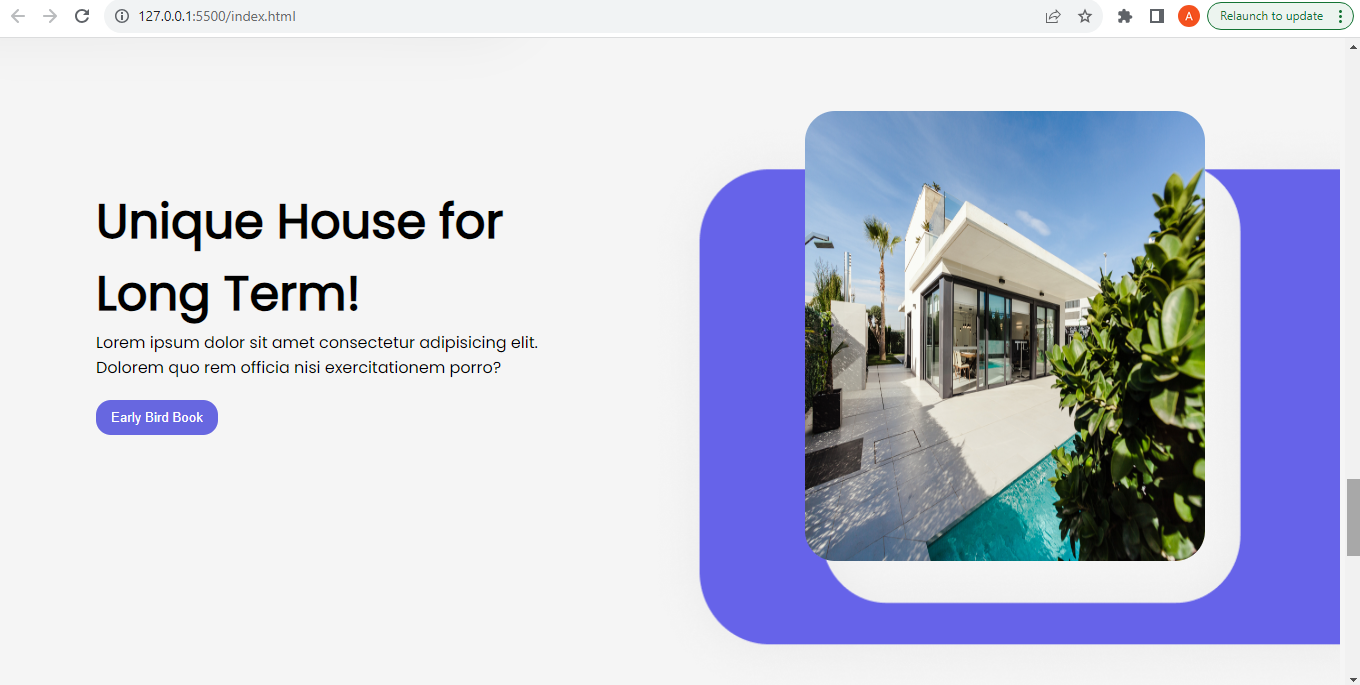 127.0.0.1:5500/index.html
A
Relaunch to update
Unique House for
Long Term!
Lorem ipsum dolor sit amet consectetur adipisicing elit.
Dolorem quo rem officia nisi exercitationem porro?
Early Bird Book